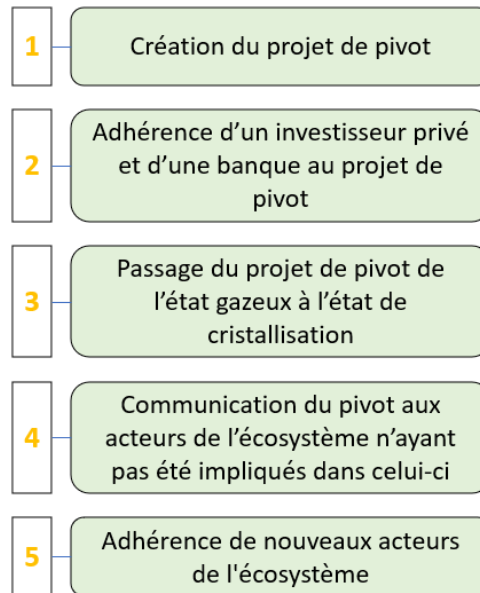 1
Création du projet de pivot
2
Adhérence d’un investisseur privé
et d’une banque au projet de
pivot
3
Passage du projet de pivot de
l’état gazeux à l’état de
cristallisation
4
Communication du pivot aux
acteurs de l’écosystème n’ayant
pas été impliqués dans celui-ci
5
Adhérence de nouveaux acteurs
de l'écosystème